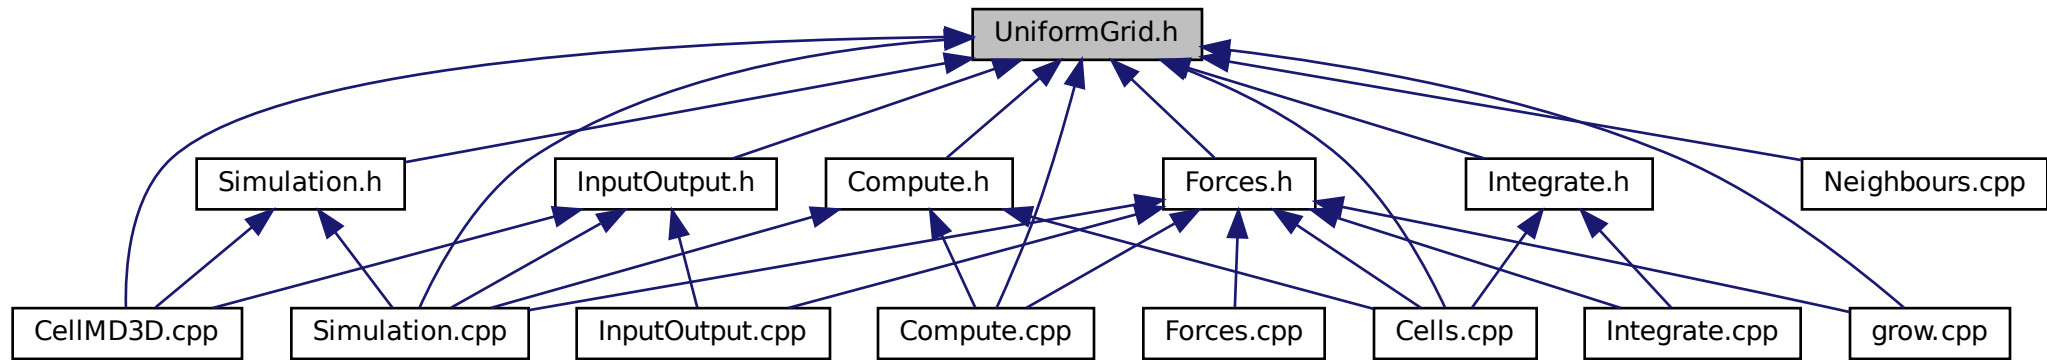 UniformGrid.h
Simulation.h
InputOutput.h
Compute.h
Forces.h
Integrate.h
Neighbours.cpp
CellMD3D.cpp
Simulation.cpp
InputOutput.cpp
Compute.cpp
Forces.cpp
Cells.cpp
Integrate.cpp
grow.cpp